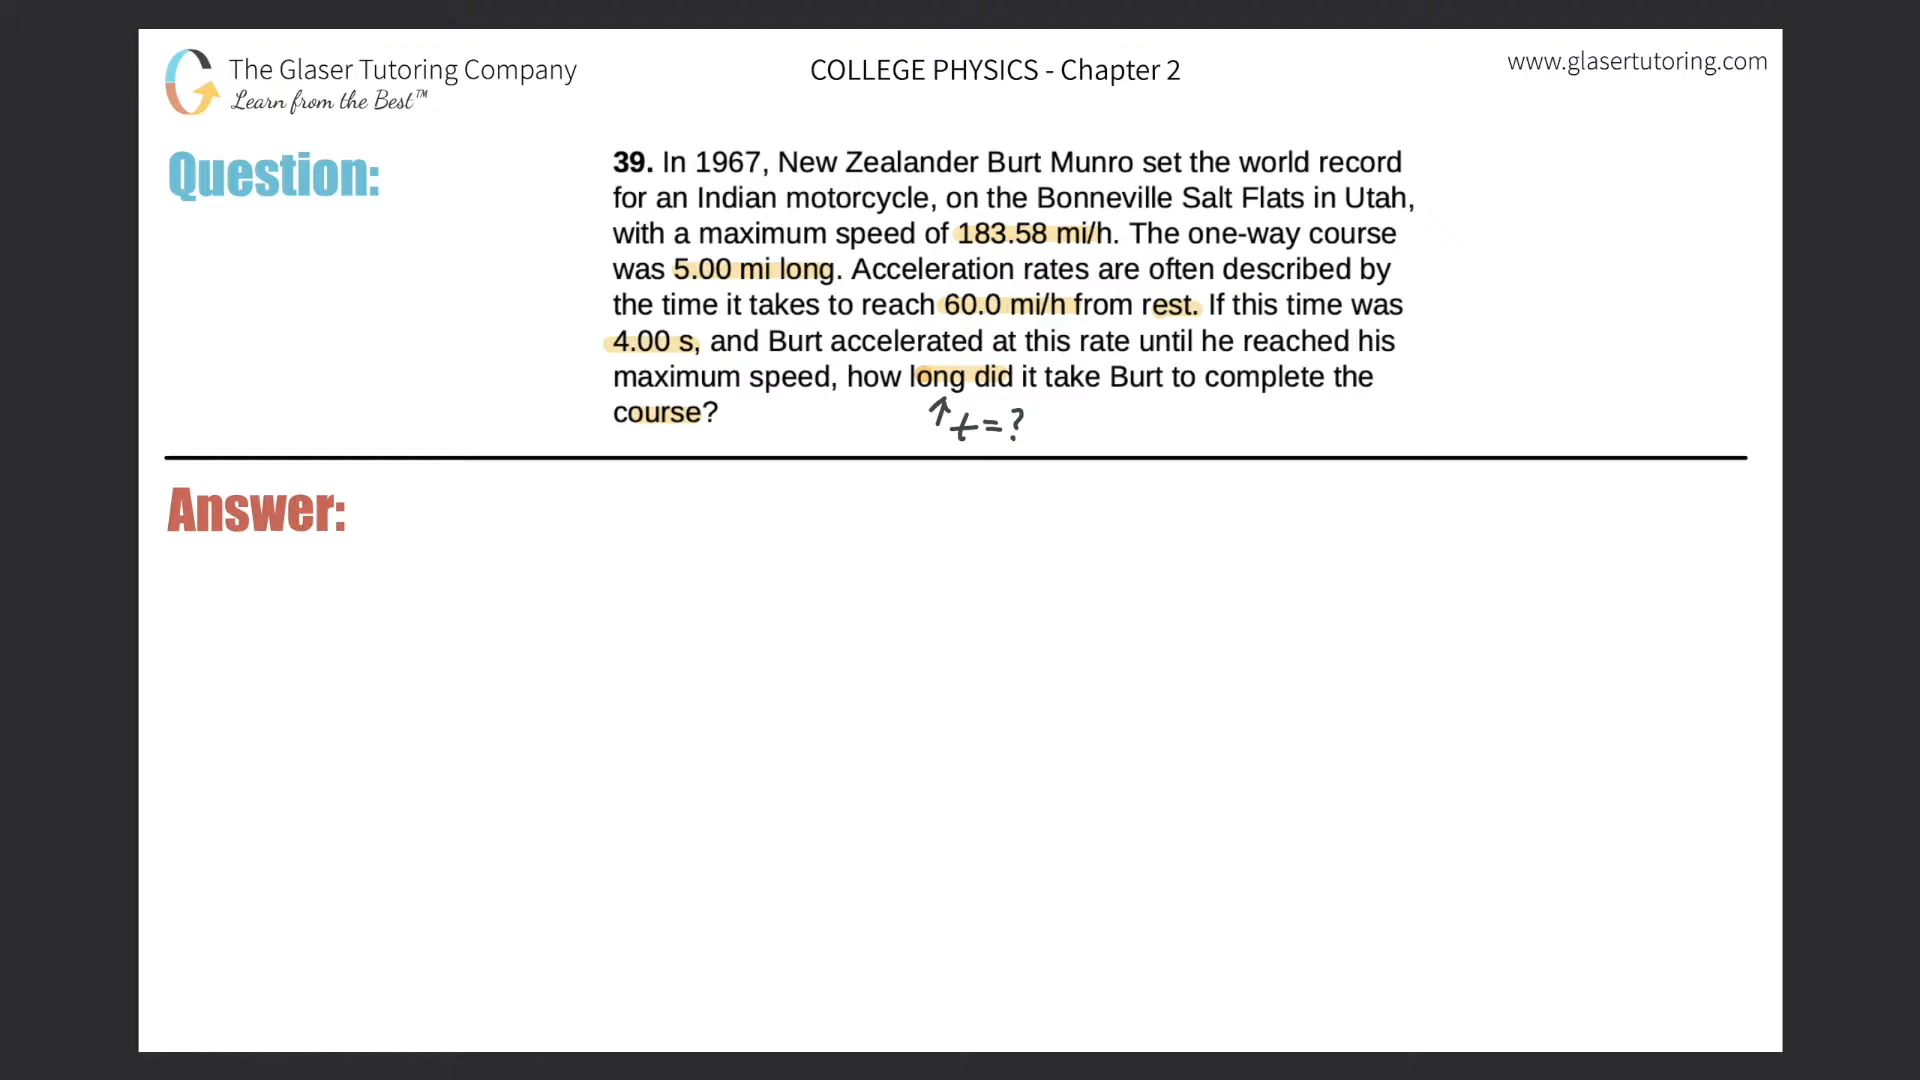 The Glaser Tutoring Company
Learn from the Best™
COLLEGE PHYSICS - Chapter 2
www.glasertutoring.com
Question:
39. In 1967, New Zealander Burt Munro set the world record
for an Indian motorcycle, on the Bonneville Salt Flats in Utah,
with a maximum speed of 183.58 mi/h. The one-way course
was 5.00 mi long. Acceleration rates are often described by
the time it takes to reach 60.0 mi/h from rest. If this time was
4.00 s, and Burt accelerated at this rate until he reached his
maximum speed, how long did it take Burt to complete the
course?
↑ t = ?
Answer: